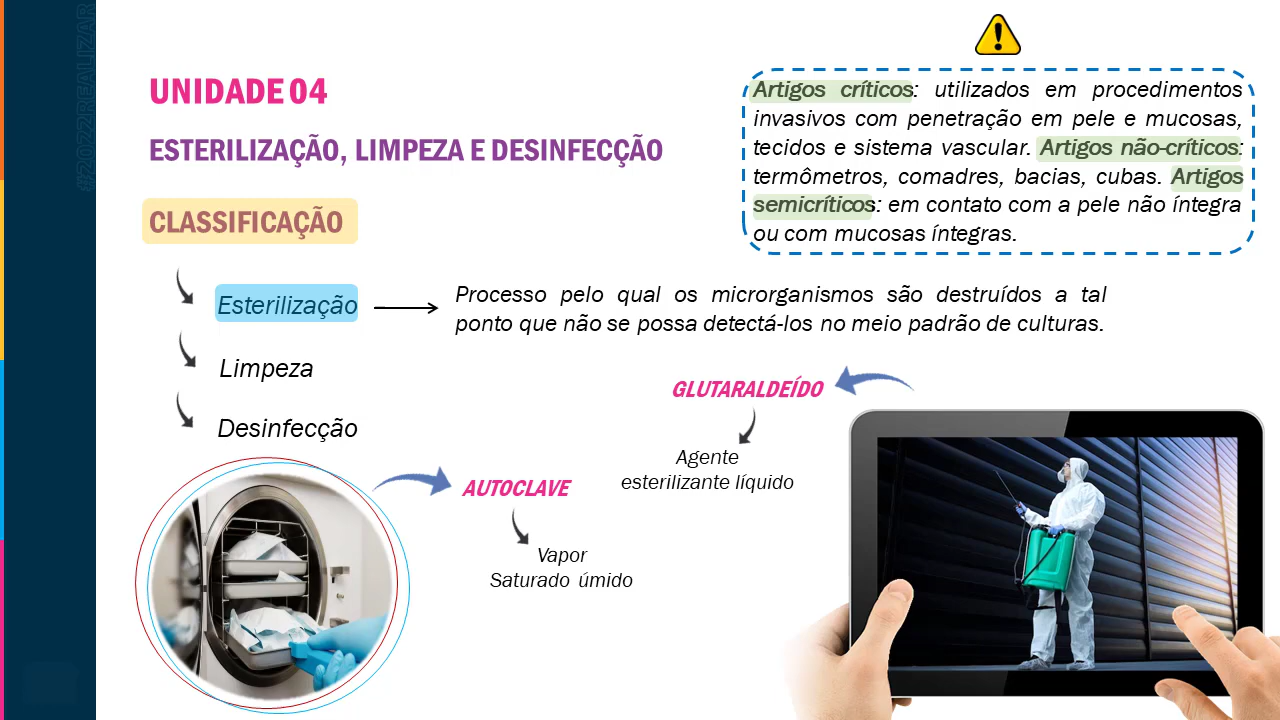 #2022REALIZAR
UNIDADE 04
ESTERILIZAÇÃO, LIMPEZA E DESINFECÇÃO
CLASSIFICAÇÃO
Artigos críticos: utilizados em procedimentos
invasivos com penetração em pele e mucosas,
tecidos e sistema vascular. Artigos não-críticos:
termômetros, comadres, bacias, cubas. Artigos
semicríticos: em contato com a pele não íntegra
ou com mucosas íntegras.
Esterilização
Processo pelo qual os microrganismos são destruídos a tal
ponto que não se possa detectá-los no meio padrão de culturas.
Limpeza
Desinfecção
GLUTARALDEÍDO
Agente
esterilizante líquido
AUTOCLAVE
Vapor
Saturado úmido